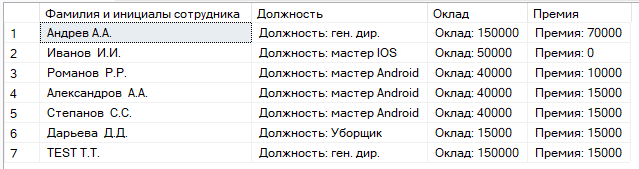 Фамилия и инициалы сотрудника Должность Оклад Премия
1 Андрев А.А. Должность: ген. дир. Оклад: 150000 Премия: 70000
2 Иванов И.И. Должность: мастер IOS Оклад: 50000 Премия: 0
3 Романов Р.Р. Должность: мастер Android Оклад: 40000 Премия: 10000
4 Александров А.А. Должность: мастер Android Оклад: 40000 Премия: 15000
5 Степанов С.С. Должность: мастер Android Оклад: 40000 Премия: 15000
6 Дарьева Д.Д. Должность: Уборщик Оклад: 15000 Премия: 15000
7 TEST T.T. Должность: ген. дир. Оклад: 150000 Премия: 15000